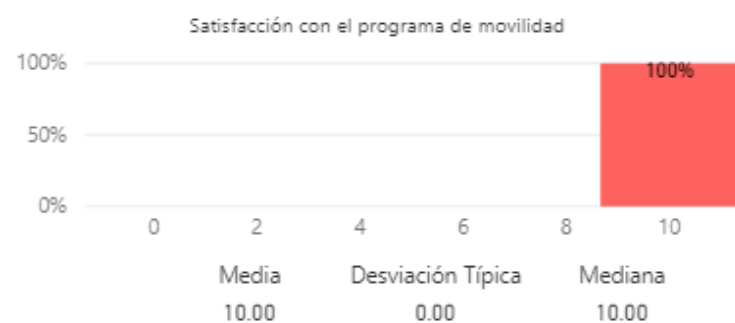 Satisfacción con el programa de movilidad
100%
100%
50%
0%
0 2 4 6 8 10
Media Desviación Típica Mediana
10.00 0.00 10.00